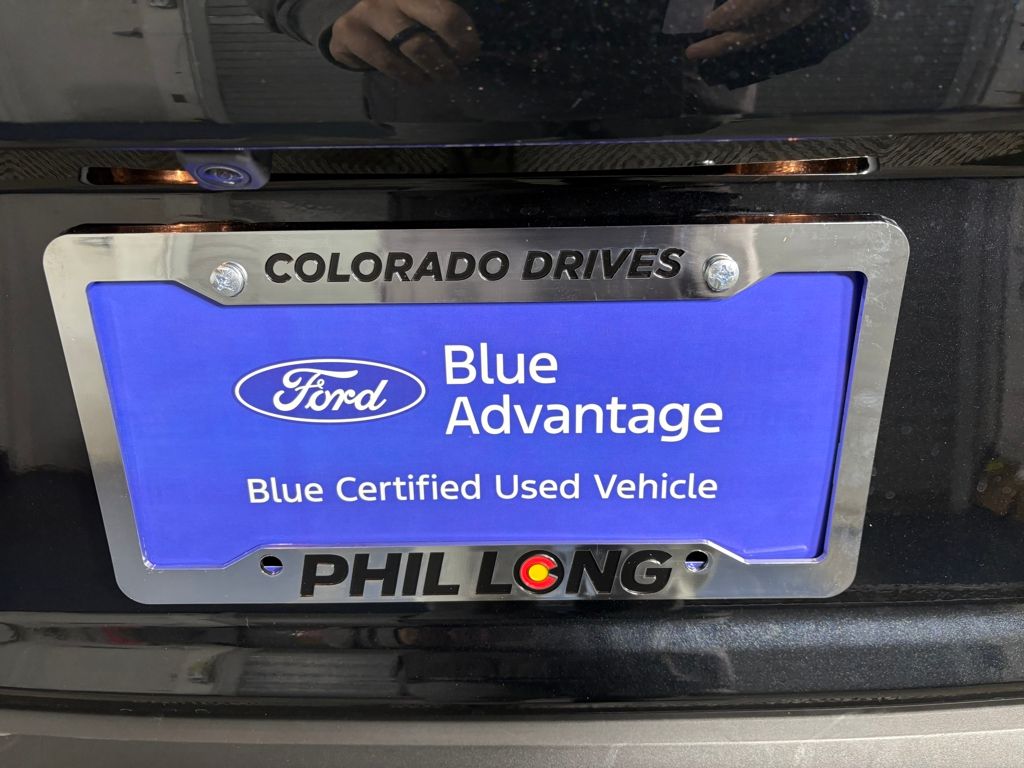 COLORADO DRIVES
Ford
Blue
Advantage
Blue Certified Used Vehicle
PHIL LONG